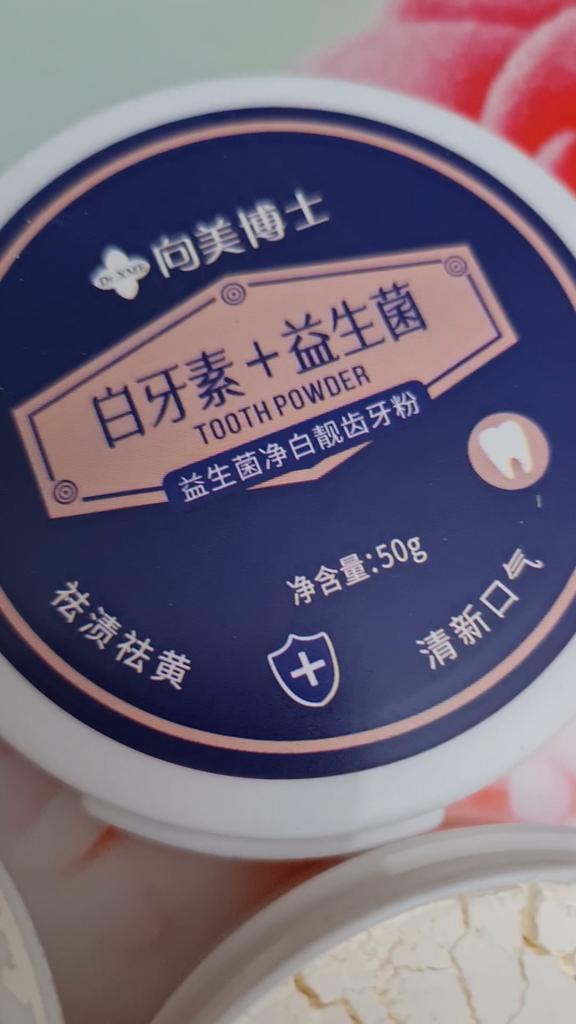 Dr.XME
向美博士
白牙素+益生菌
TOOTH POWDER
益生菌净白靓齿牙粉
净含量:50g
祛渍祛黄
清新口气